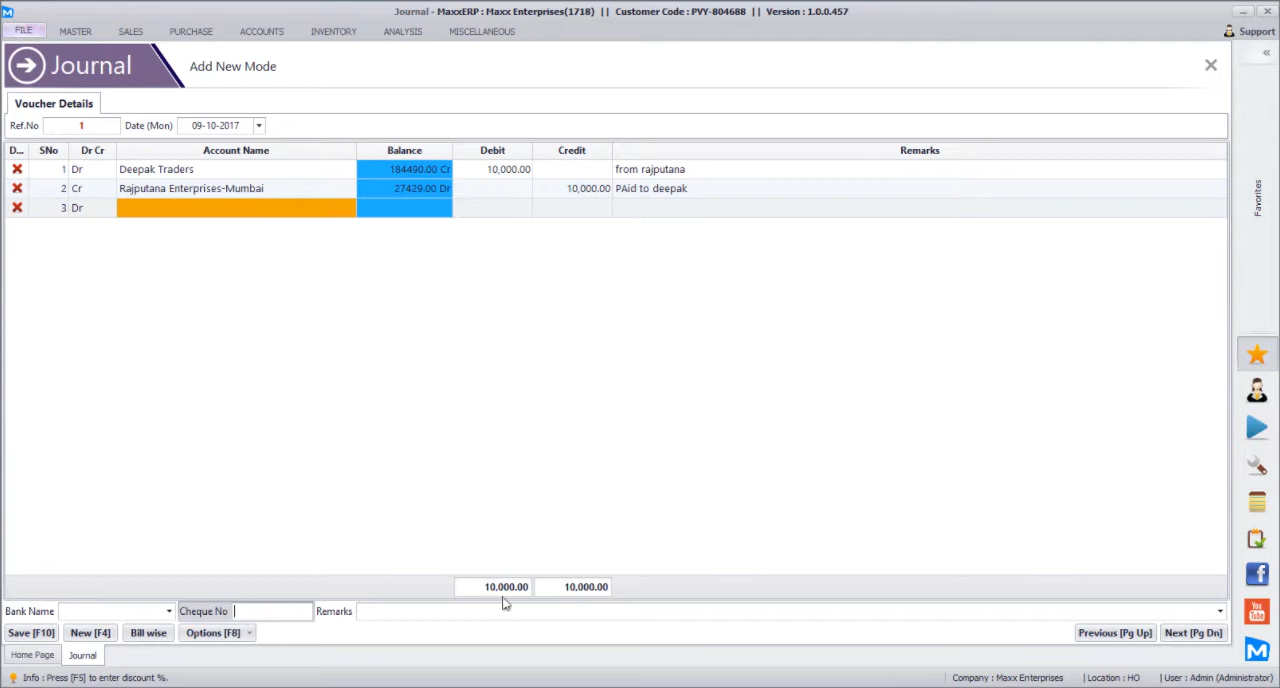 Journal - MaxxERP : Maxx Enterprises(1718) || Customer Code : PVY-804688 || Version : 1.0.0.457
FILE MASTER SALES PURCHASE ACCOUNTS INVENTORY ANALYSIS MISCELLANEOUS Support
Journal Add New Mode
Voucher Details
Ref.No 1 Date (Mon) 09-10-2017
D... SNo Dr Cr Account Name Balance Debit Credit Remarks
1 Dr Deepak Traders 184490.00 Cr 10,000.00 from rajputana
2 Cr Rajputana Enterprises-Mumbai 27429.00 Dr 10,000.00 PAid to deepak
3 Dr
Favorites
10,000.00 10,000.00
Bank Name Cheque No Remarks
Save [F10] New [F4] Bill wise Options [F8] Previous [Pg Up] Next [Pg Dn]
You Tube
Home Page Journal
Info : Press [F5] to enter discount %. Company : Maxx Enterprises | Location : HO | User : Admin (Administrator)